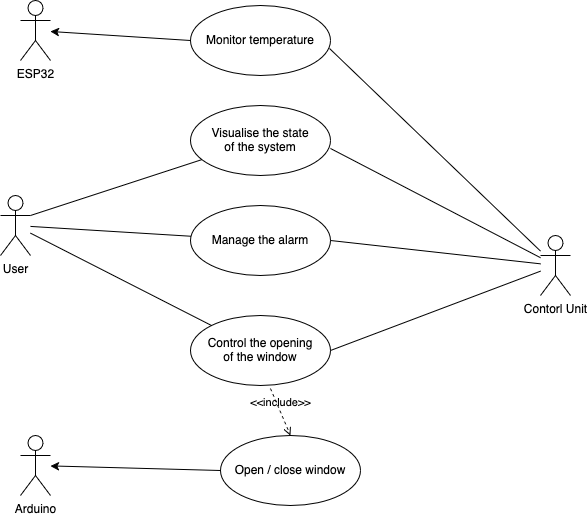 Monitor temperature
ESP32
Visualise the state
of the system
User
Manage the alarm
Contorl Unit
Control the opening
of the window
<<include>>
Open / close window
Arduino